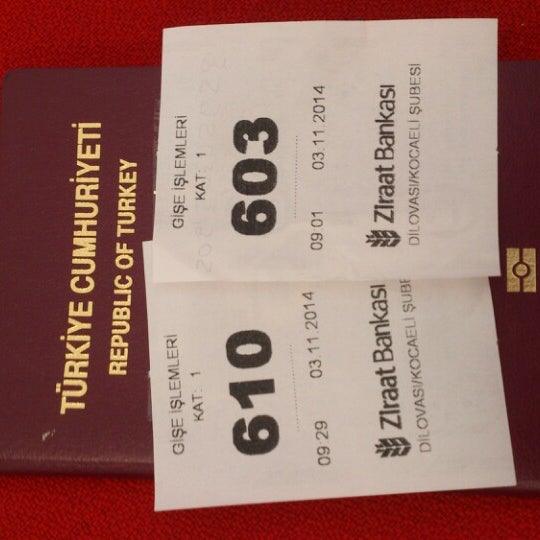 TÜRKİYE CUMHURİYETİ
REPUBLIC OF TURKEY
GİŞE İŞLEMLERİ
KAT: 1
603
09:01 03.11.2014
Ziraat Bankası
DİLOVASI/KOCAELİ ŞUBESİ
GİŞE İŞLEMLERİ
KAT: 1
610
09:29 03.11.2014
Ziraat Bankası
DİLOVASI/KOCAELİ ŞUBE